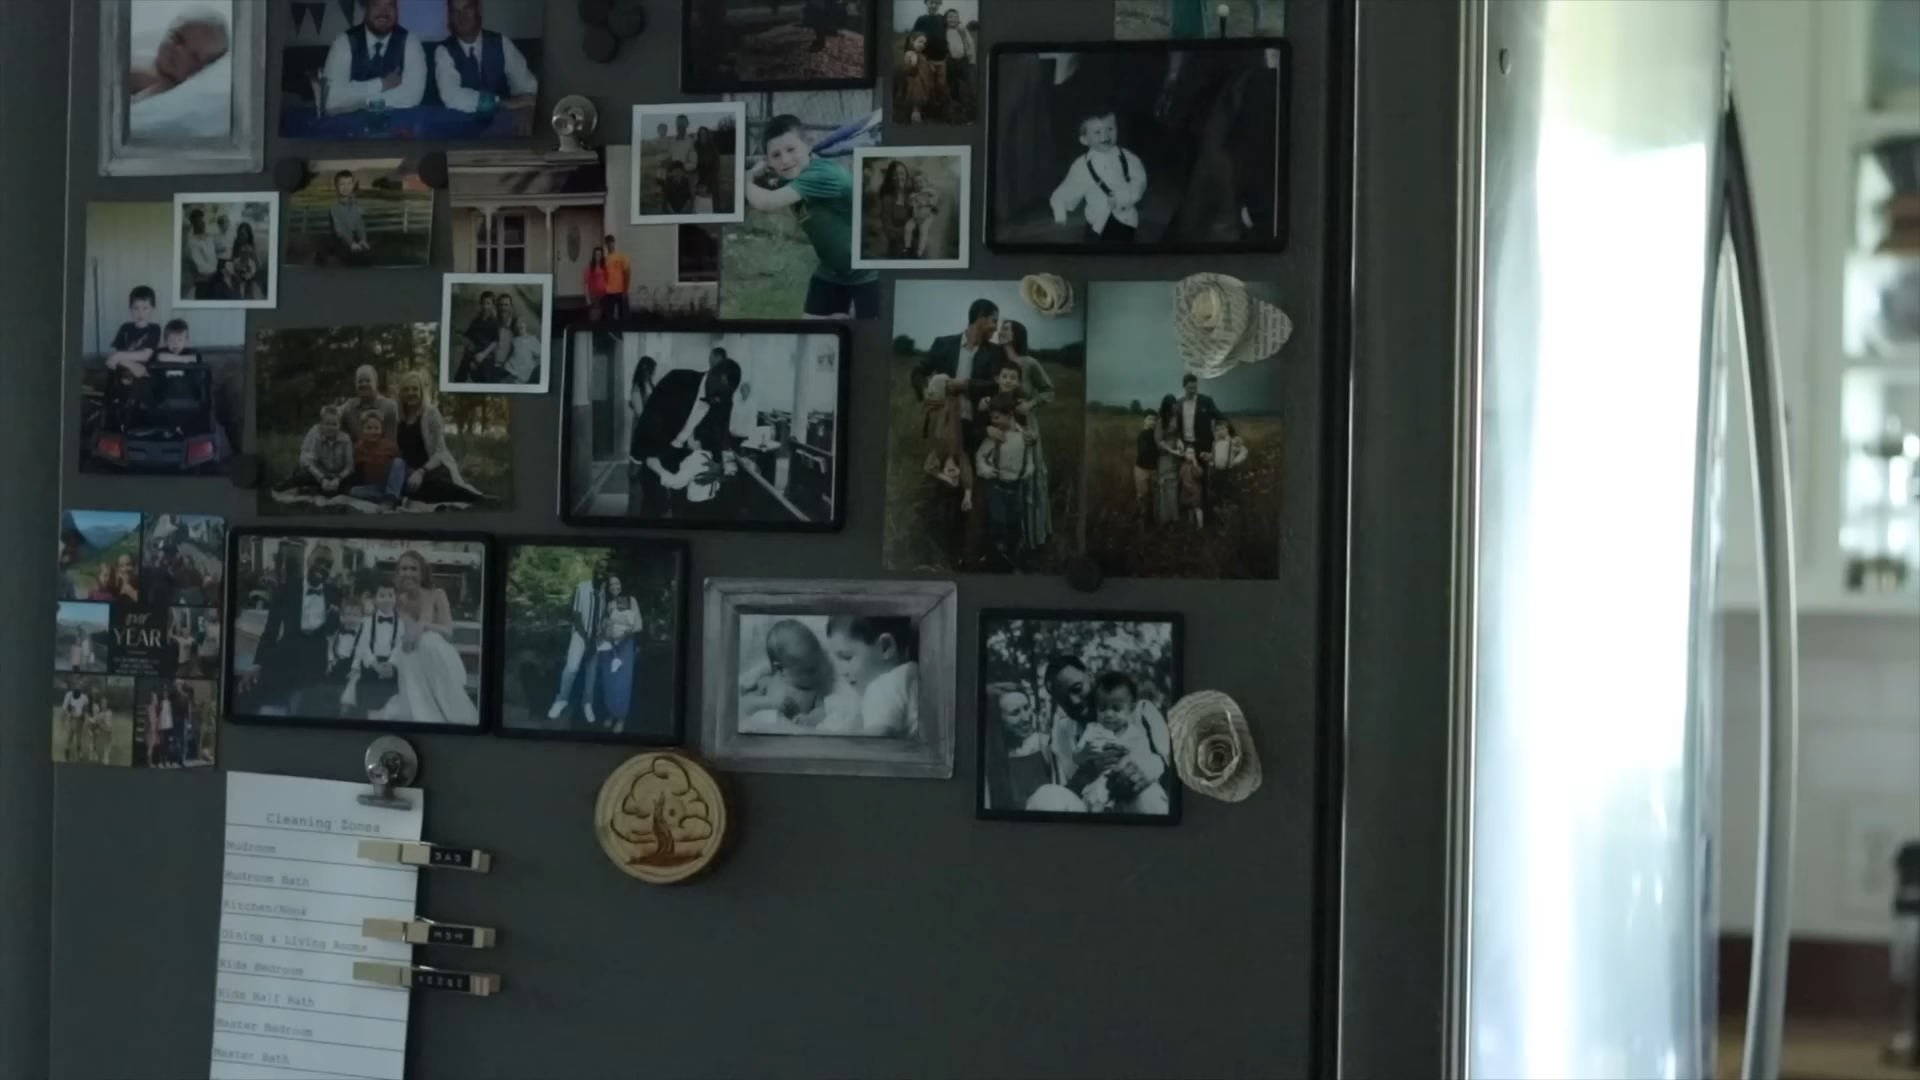 our
YEAR
Cleaning Zones
Mudroom
Mudroom Bath
Kitchen/Nook
Dining & Living Rooms
Kids Bedroom
Kids Half Bath
Master Bedroom
Master Bath
DAD
MOM